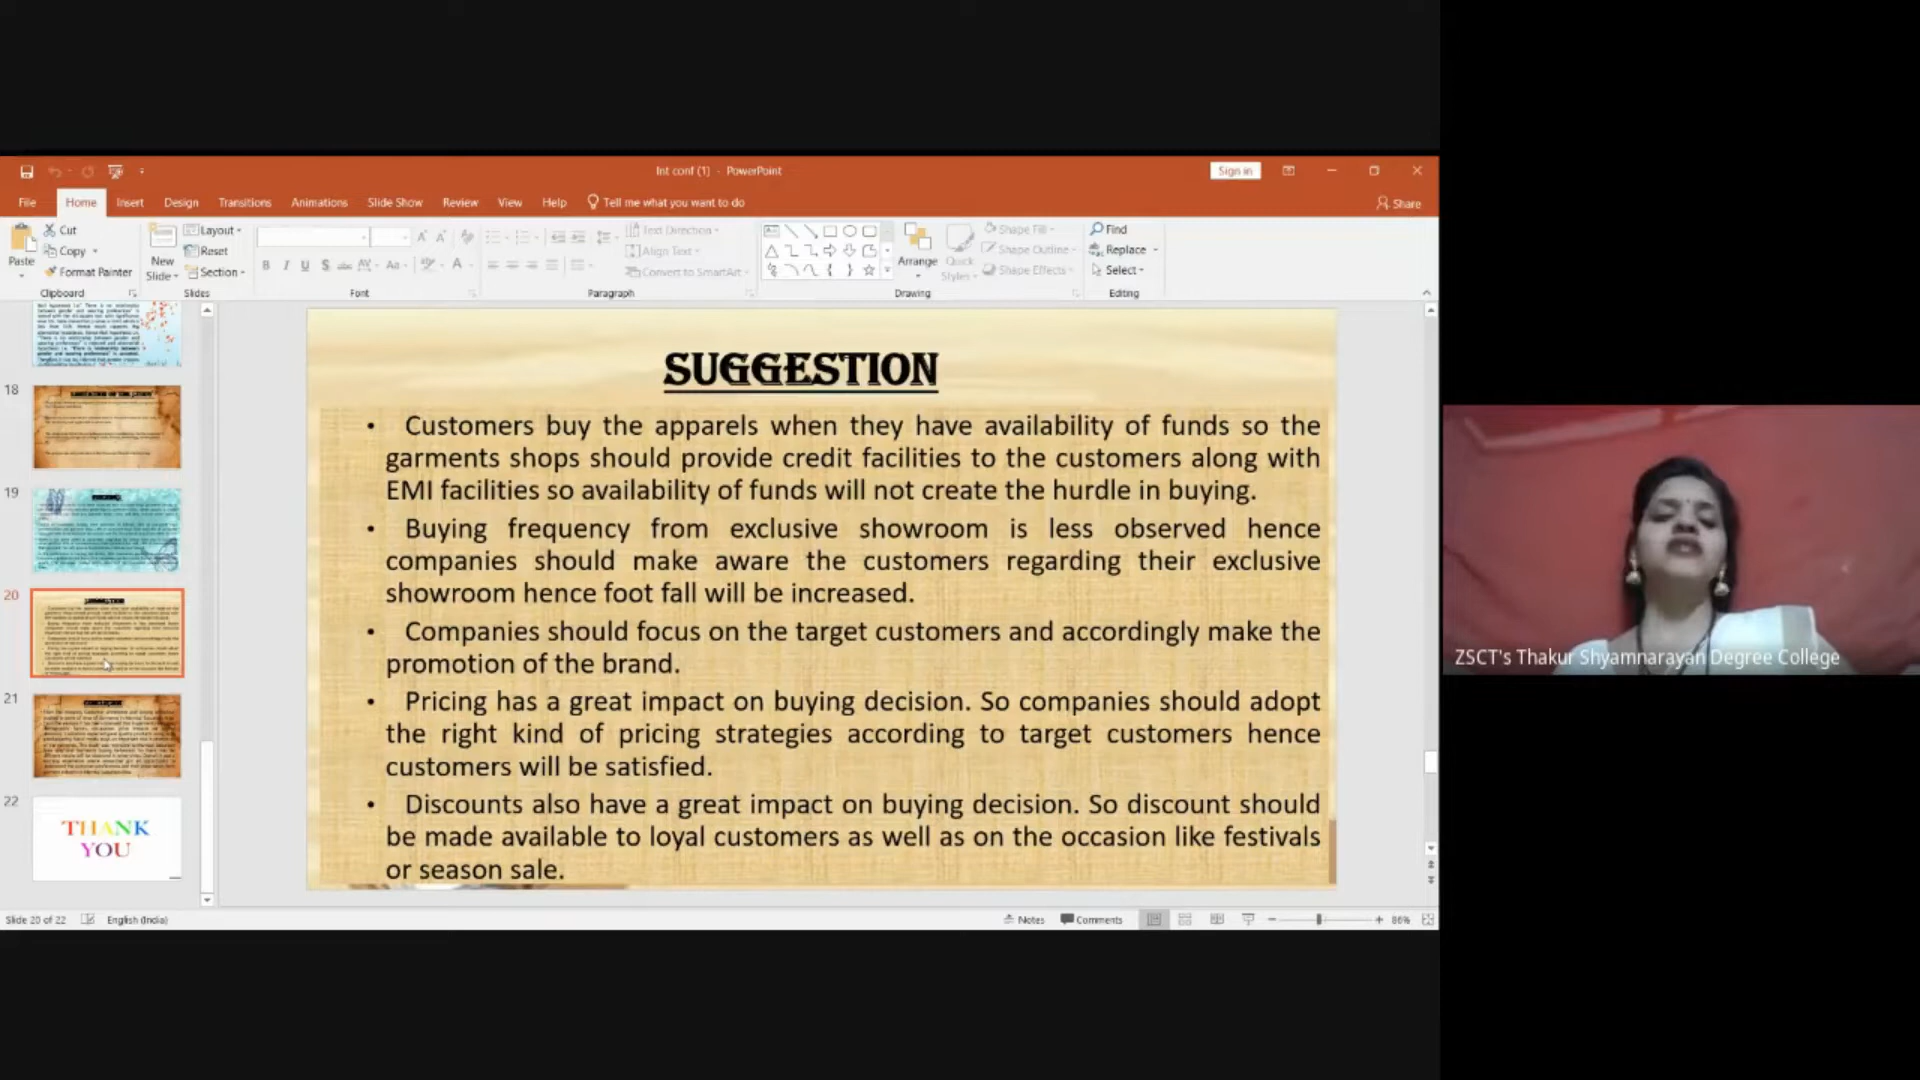 Int conf (1) - PowerPoint
Sign in
File Home Insert Design Transitions Animations Slide Show Review View Help Tell me what you want to do Share
Paste
Cut
Copy
Format Painter
Clipboard
New
Slide
Layout
Reset
Section
Slides
Font
Text Direction
Align Text
Convert to SmartArt
Paragraph
Arrange
Quick
Styles
Shape Fill
Shape Outline
Shape Effects
Drawing
Find
Replace
Select
Editing
18
19
20
21
22
THANK
YOU
SUGGESTION
• Customers buy the apparels when they have availability of funds so the
garments shops should provide credit facilities to the customers along with
EMI facilities so availability of funds will not create the hurdle in buying.
• Buying frequency from exclusive showroom is less observed hence
companies should make aware the customers regarding their exclusive
showroom hence foot fall will be increased.
• Companies should focus on the target customers and accordingly make the
promotion of the brand.
• Pricing has a great impact on buying decision. So companies should adopt
the right kind of pricing strategies according to target customers hence
customers will be satisfied.
• Discounts also have a great impact on buying decision. So discount should
be made available to loyal customers as well as on the occasion like festivals
or season sale.
ZSCT's Thakur Shyamnarayan Degree College
Slide 20 of 22 English (India)
Notes Comments 86%